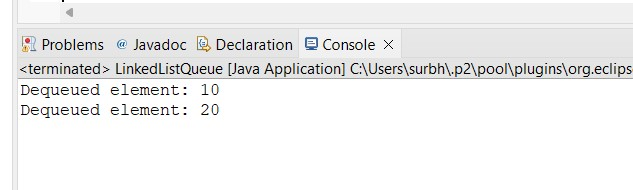 Problems @ Javadoc Declaration Console ×
<terminated> LinkedListQueue [Java Application] C:\Users\surbh\.p2\pool\plugins\org.eclips
Dequeued element: 10
Dequeued element: 20